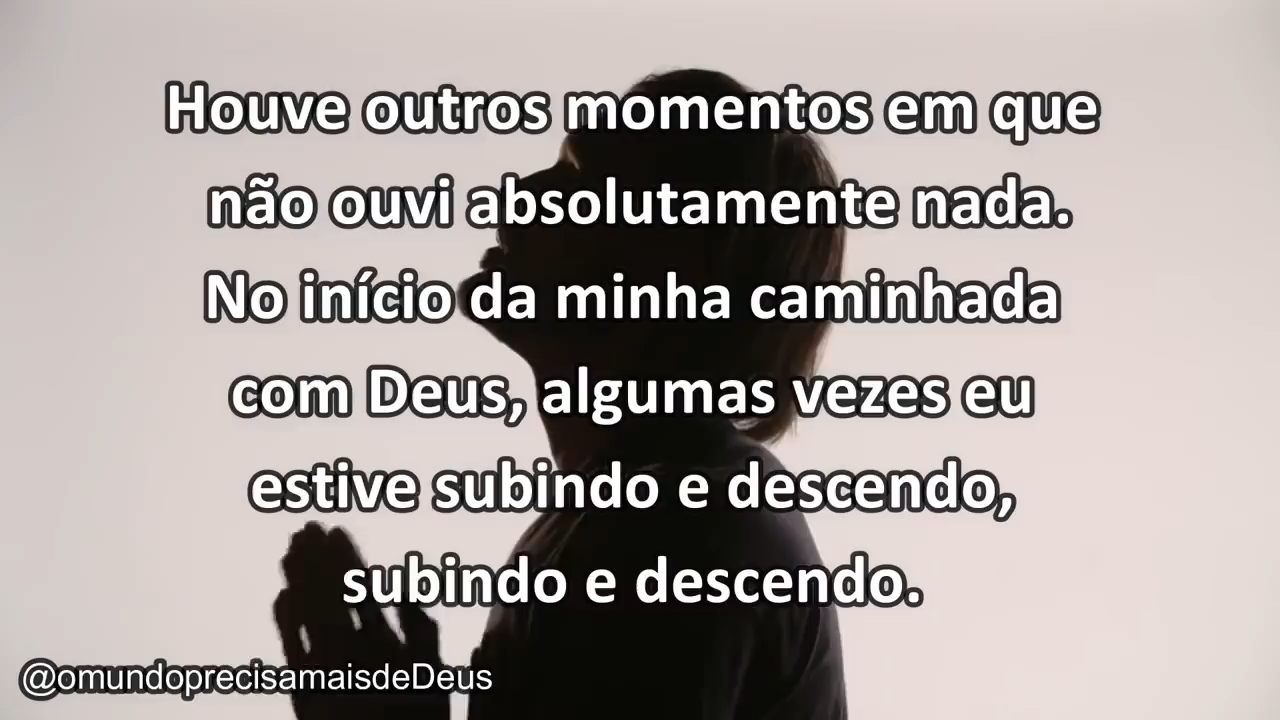 Houve outros momentos em que
não ouvi absolutamente nada.
No início da minha caminhada
com Deus, algumas vezes eu
estive subindo e descendo,
subindo e descendo.
@omundoprecisamaisdeDeus